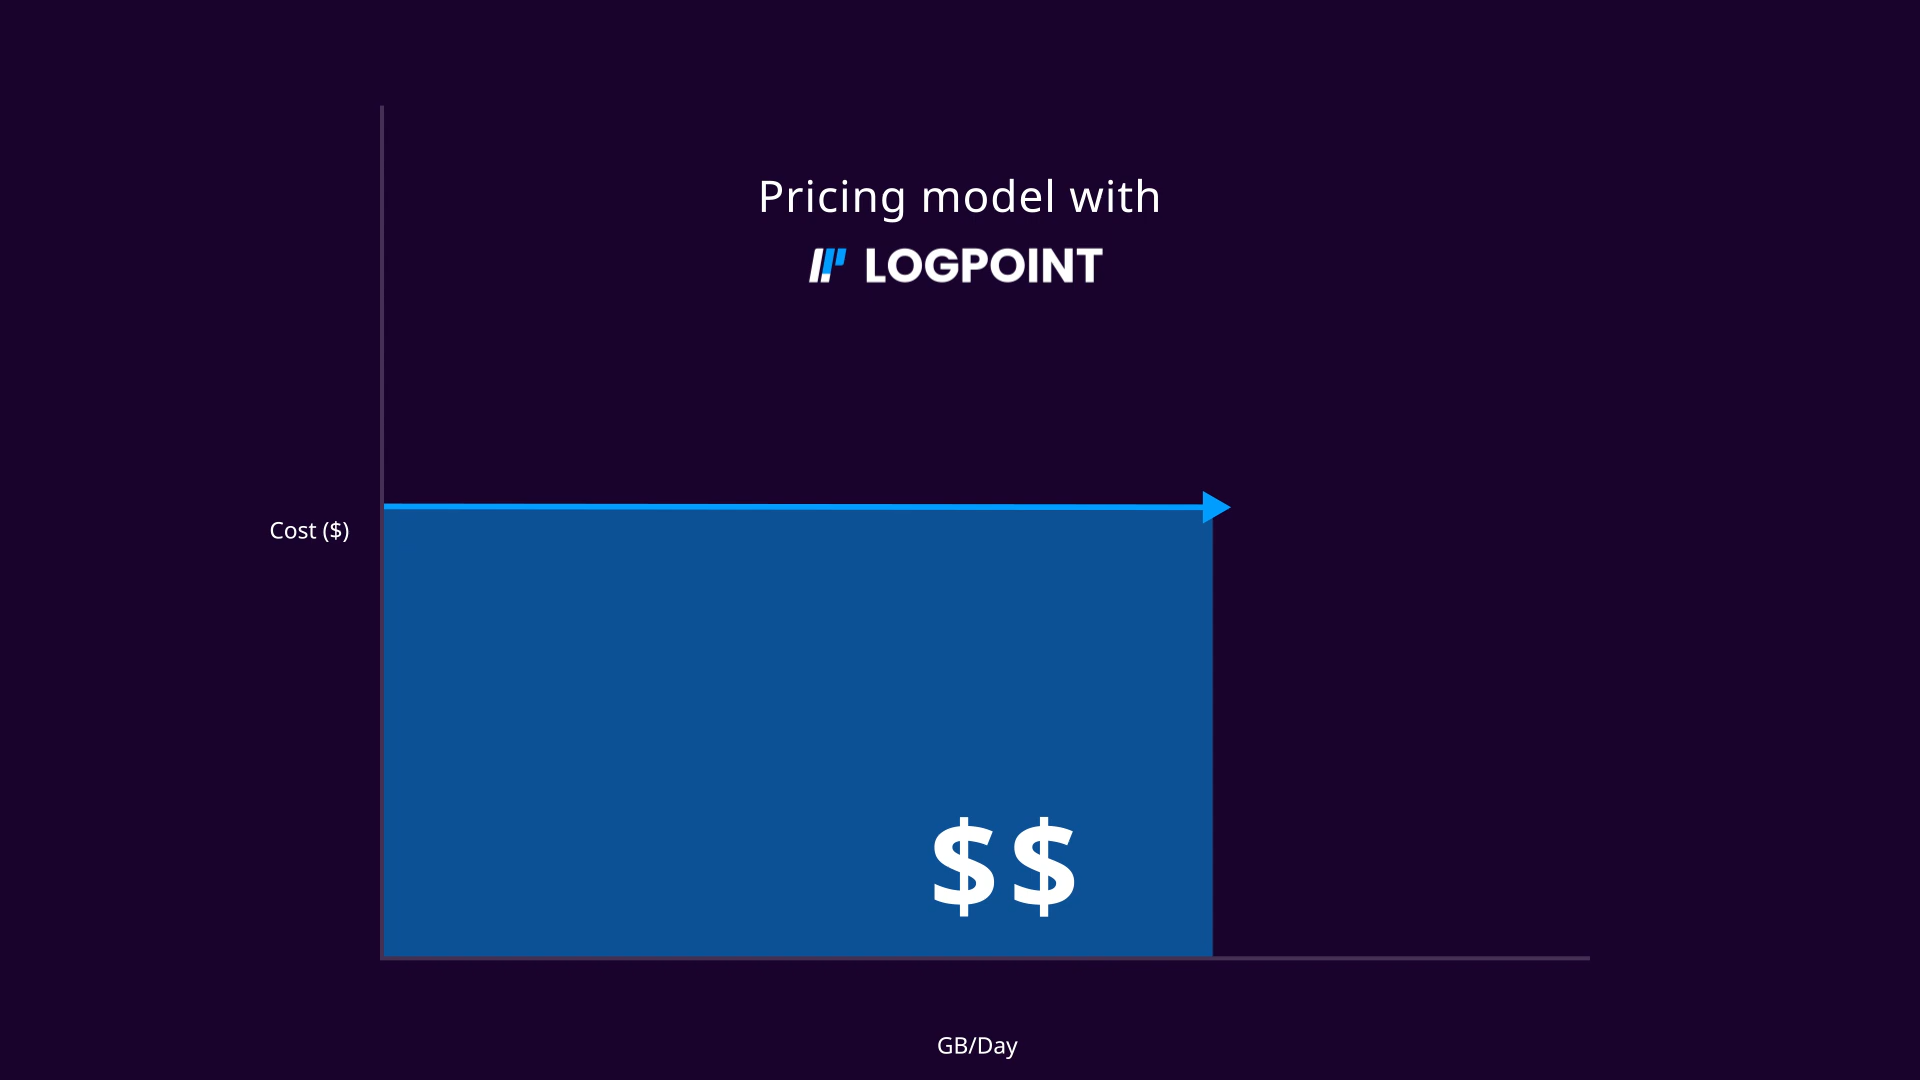 Pricing model with
LOGPOINT
Cost ($)
$$
GB/Day